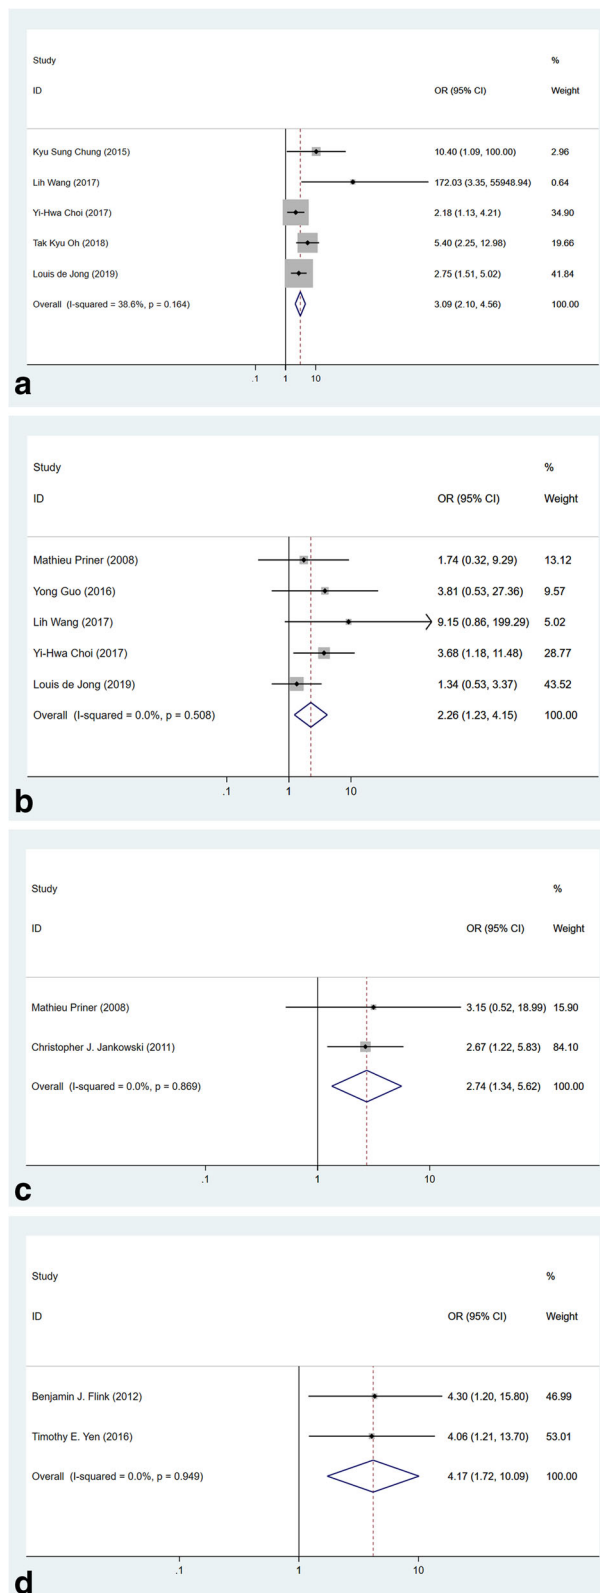 Study %
ID OR (95% CI) Weight
Kyu Sung Chung (2015) 10.40 (1.09, 100.00) 2.96
Lih Wang (2017) 172.03 (3.35, 55948.94) 0.64
Yi-Hwa Choi (2017) 2.18 (1.13, 4.21) 34.90
Tak Kyu Oh (2018) 5.40 (2.25, 12.98) 19.66
Louis de Jong (2019) 2.75 (1.51, 5.02) 41.84
Overall (I-squared = 38.6%, p = 0.164) 3.09 (2.10, 4.56) 100.00
.1 1 10
a
Study %
ID OR (95% CI) Weight
Mathieu Priner (2008) 1.74 (0.32, 9.29) 13.12
Yong Guo (2016) 3.81 (0.53, 27.36) 9.57
Lih Wang (2017) 9.15 (0.86, 199.29) 5.02
Yi-Hwa Choi (2017) 3.68 (1.18, 11.48) 28.77
Louis de Jong (2019) 1.34 (0.53, 3.37) 43.52
Overall (I-squared = 0.0%, p = 0.508) 2.26 (1.23, 4.15) 100.00
.1 1 10
b
Study %
ID OR (95% CI) Weight
Mathieu Priner (2008) 3.15 (0.52, 18.99) 15.90
Christopher J. Jankowski (2011) 2.67 (1.22, 5.83) 84.10
Overall (I-squared = 0.0%, p = 0.869) 2.74 (1.34, 5.62) 100.00
.1 1 10
c
Study %
ID OR (95% CI) Weight
Benjamin J. Flink (2012) 4.30 (1.20, 15.80) 46.99
Timothy E. Yen (2016) 4.06 (1.21, 13.70) 53.01
Overall (I-squared = 0.0%, p = 0.949) 4.17 (1.72, 10.09) 100.00
.1 1 10
d